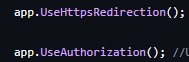 app.UseHttpsRedirection();
app.UseAuthorization(); //U